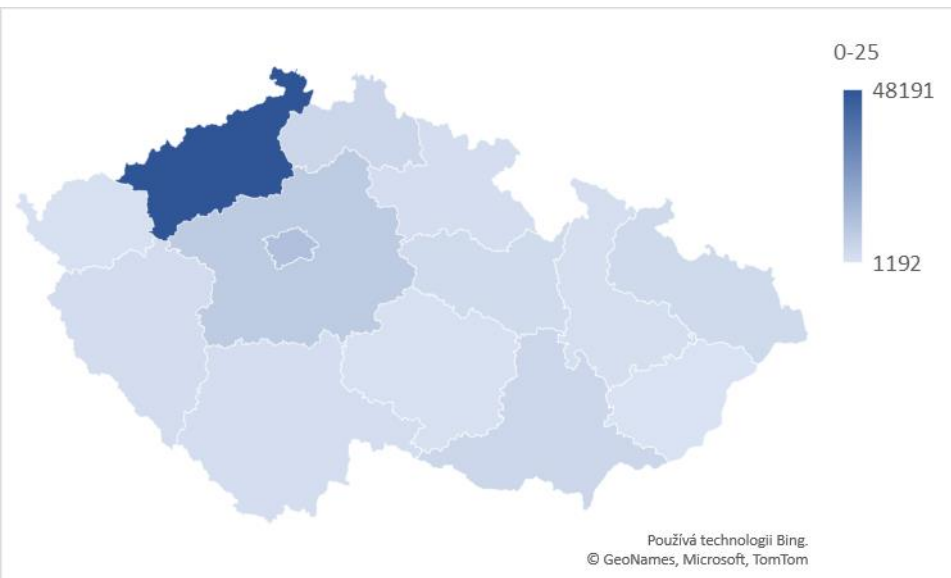 0-25
48191
1192
Používá technologii Bing.
© GeoNames, Microsoft, TomTom